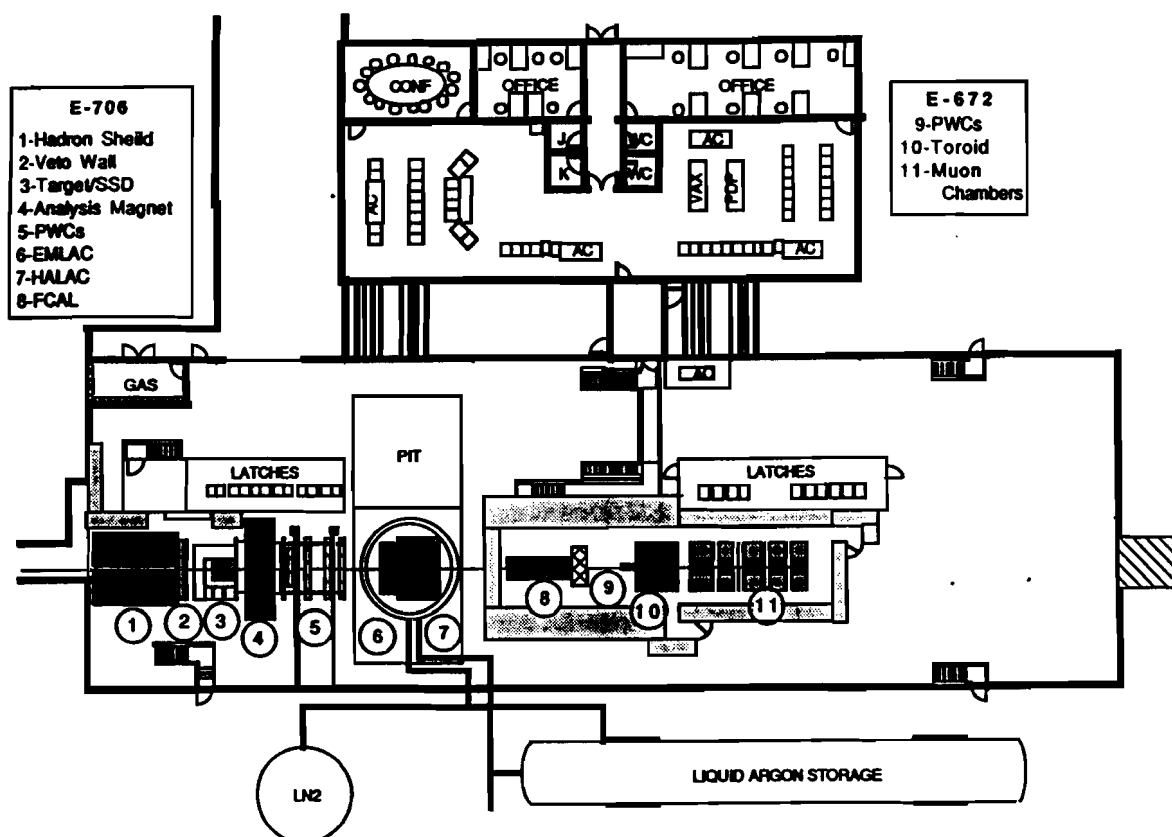 E-706
1-Hadron Sheild
2-Veto Wall
3-Target/SSD
4-Analysis Magnet
5-PWCs
6-EMLAC
7-HALAC
8-FCAL
CONF
OFFICE
OFFICE
E-672
9-PWCs
10-Toroid
11-Muon
Chambers
J
WC
AC
K
WC
AC
VAX
PDP
AC
AC
GAS
AC
PIT
LATCHES
LATCHES
1
2
3
4
5
6
7
8
9
10
11
LN2
LIQUID ARGON STORAGE